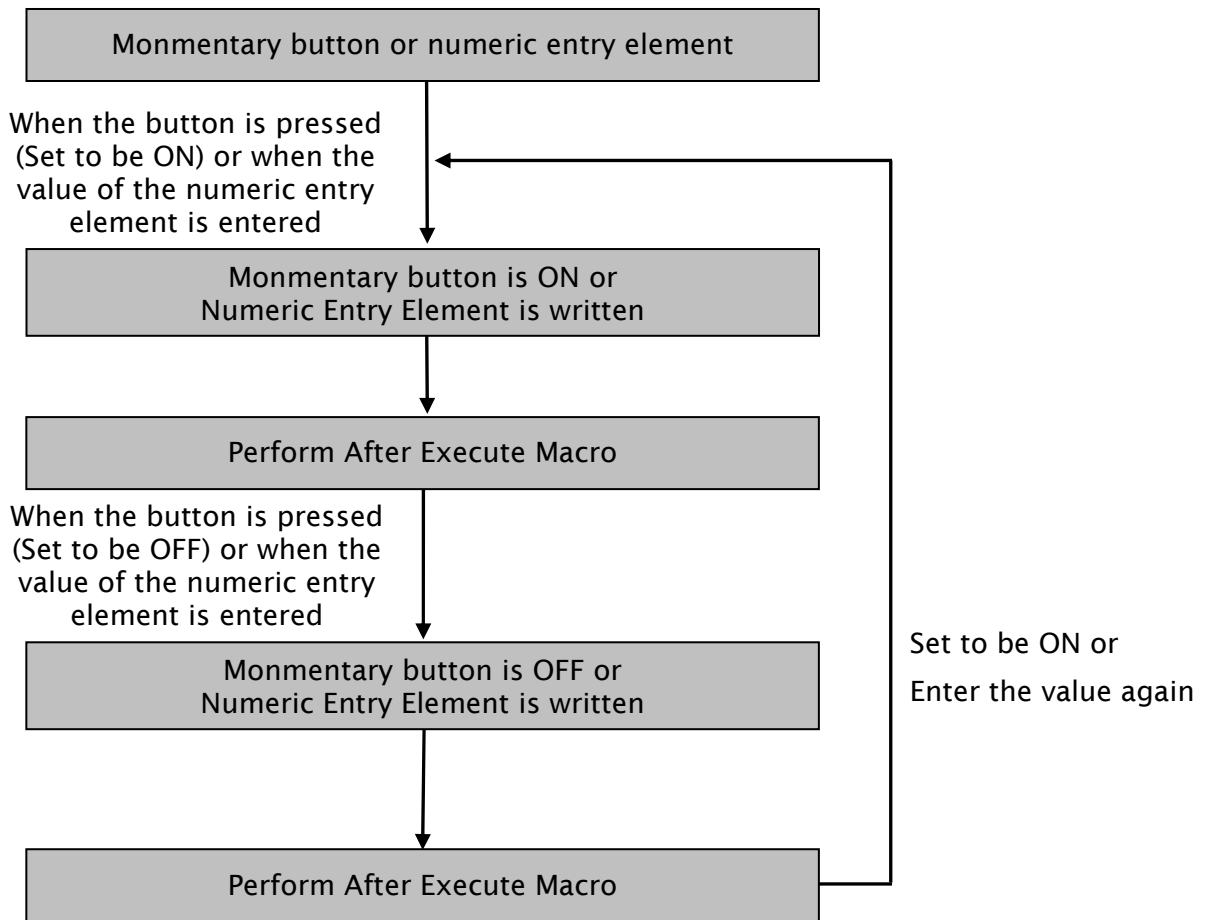 Monmentary button or numeric entry element
When the button is pressed
(Set to be ON) or when the
value of the numeric entry
element is entered
Monmentary button is ON or
Numeric Entry Element is written
Perform After Execute Macro
When the button is pressed
(Set to be OFF) or when the
value of the numeric entry
element is entered
Monmentary button is OFF or
Numeric Entry Element is written
Set to be ON or
Enter the value again
Perform After Execute Macro